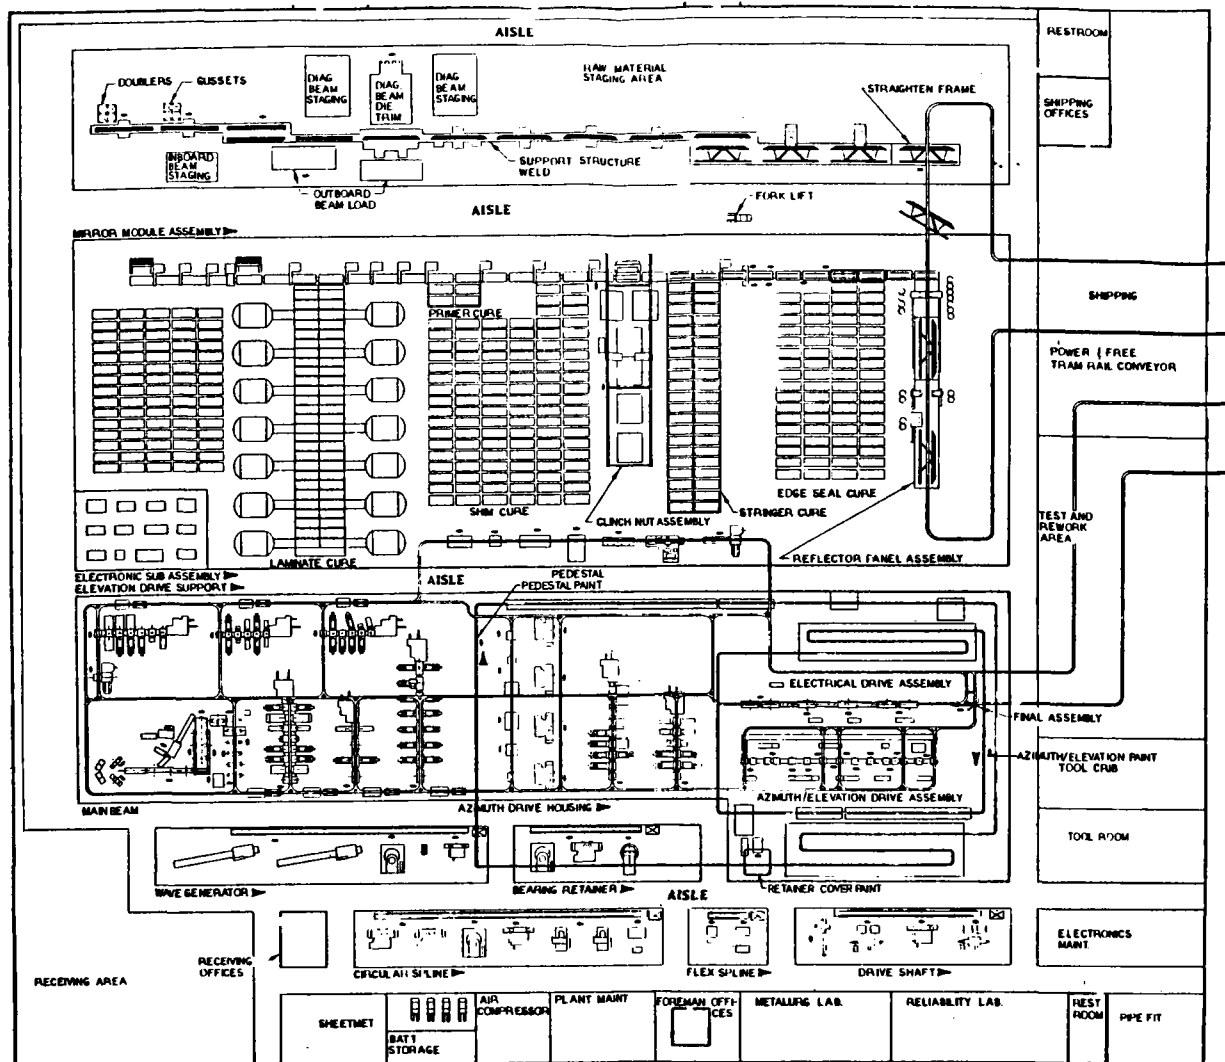 AISLE
RESTROOM
DOUBLERS
GUSSETS
DIAG
BEAM
STAGING
DIAG.
BEAM
DIE
TRIM
DIAG
BEAM
STAGING
RAW MATERIAL
STAGING AREA
STRAIGHTEN FRAME
SHIPPING
OFFICES
INBOARD
BEAM
STAGING
SUPPORT STRUCTURE
WELD
OUTBOARD
BEAM LOAD
AISLE
FORK LIFT
MIRROR MODULE ASSEMBLY
PRIMER CURE
SHIPPING
POWER & FREE
TRAM RAIL CONVEYOR
EDGE SEAL CURE
SHIM CURE
CLINCH NUT ASSEMBLY
STRINGER CURE
TEST AND
REWORK
AREA
LAMINATE CURE
REFLECTOR PANEL ASSEMBLY
ELECTRONIC SUB ASSEMBLY
ELEVATION DRIVE SUPPORT
AISLE
PEDESTAL
PEDESTAL PAINT
ELECTRICAL DRIVE ASSEMBLY
FINAL ASSEMBLY
AZIMUTH/ELEVATION PAINT
TOOL CRIB
MAIN BEAM
AZIMUTH DRIVE HOUSING
AZIMUTH/ELEVATION DRIVE ASSEMBLY
TOOL ROOM
WAVE GENERATOR
BEARING RETAINER
RETAINER COVER PAINT
AISLE
ELECTRONICS
MAINT.
RECEIVING
OFFICES
CIRCULAR SPLINE
FLEX SPLINE
DRIVE SHAFT
RECEIVING AREA
SHEETMET
BATT
STORAGE
AIR
COMPRESSOR
PLANT MAINT
FOREMAN OFFI-
CES
METALURG LAB.
RELIABILITY LAB.
REST
ROOM
PIPE FIT